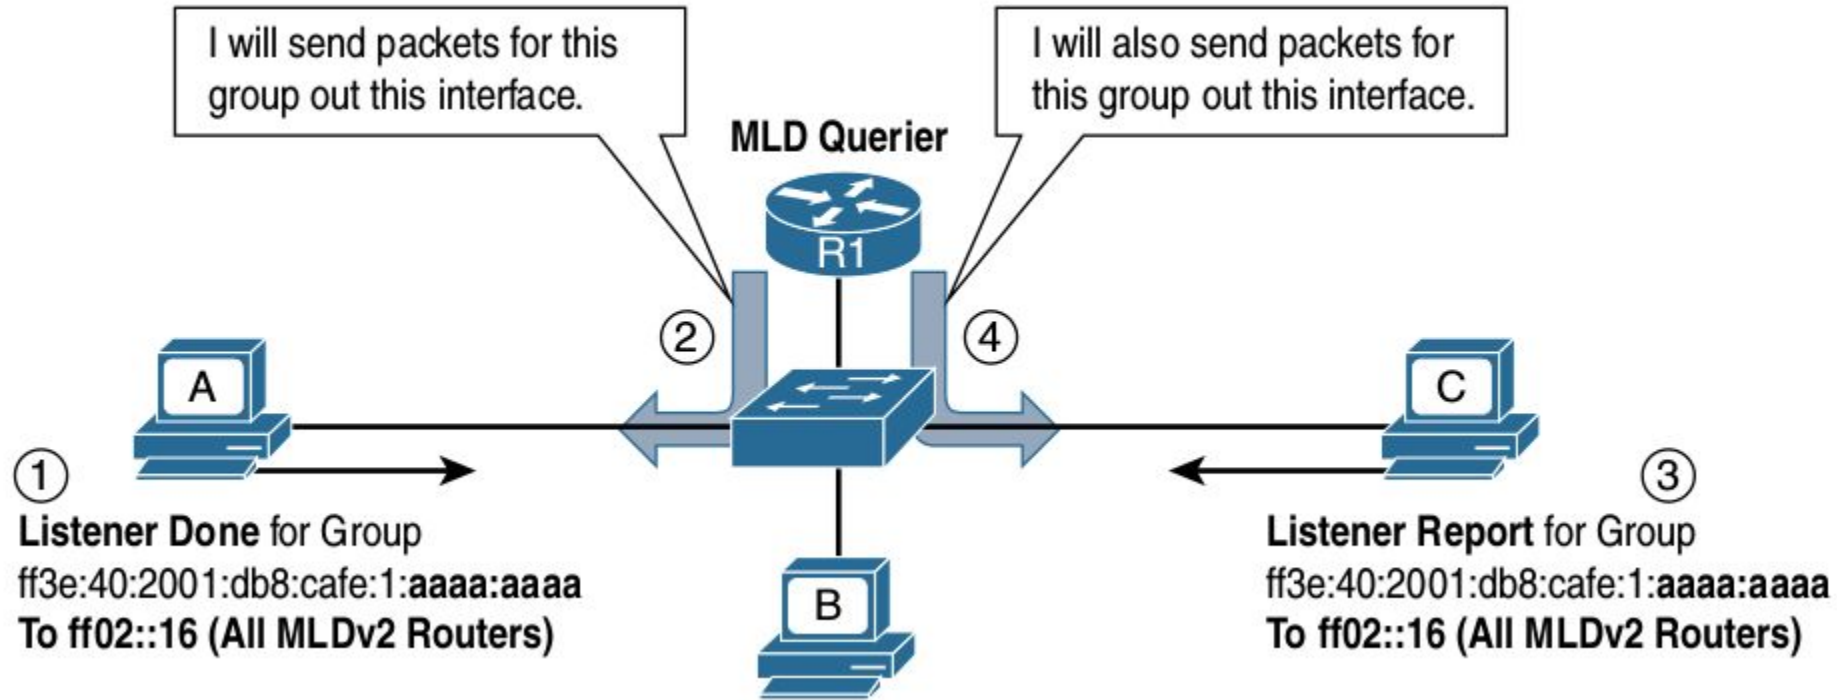 I will send packets for this
group out this interface.
I will also send packets for
this group out this interface.
MLD Querier
R1
2
4
A
C
1
3
Listener Done for Group
ff3e:40:2001:db8:cafe:1:aaaa:aaaa
To ff02::16 (All MLDv2 Routers)
Listener Report for Group
ff3e:40:2001:db8:cafe:1:aaaa:aaaa
To ff02::16 (All MLDv2 Routers)
B